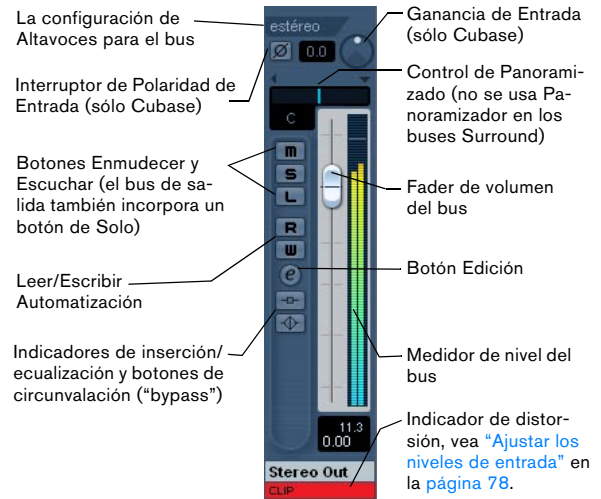 La configuración de
Altavoces para el bus
Interruptor de Polaridad de
Entrada (sólo Cubase)
Botones Enmudecer y
Escuchar (el bus de sa-
lida también incorpora un
botón de Solo)
Leer/Escribir
Automatización
Indicadores de inserción/
ecualización y botones de
circunvalación (“bypass”)
estéreo
0.0
C
m
S
L
R
W
e
11.3
0.00
Stereo Out
CLIP
Ganancia de Entrada
(sólo Cubase)
Control de Panorami-
zado (no se usa Pa-
noramizador en los
buses Surround)
Fader de volumen
del bus
Botón Edición
Medidor de nivel del
bus
Indicador de distor-
sión, vea “Ajustar los
niveles de entrada” en
la página 78.